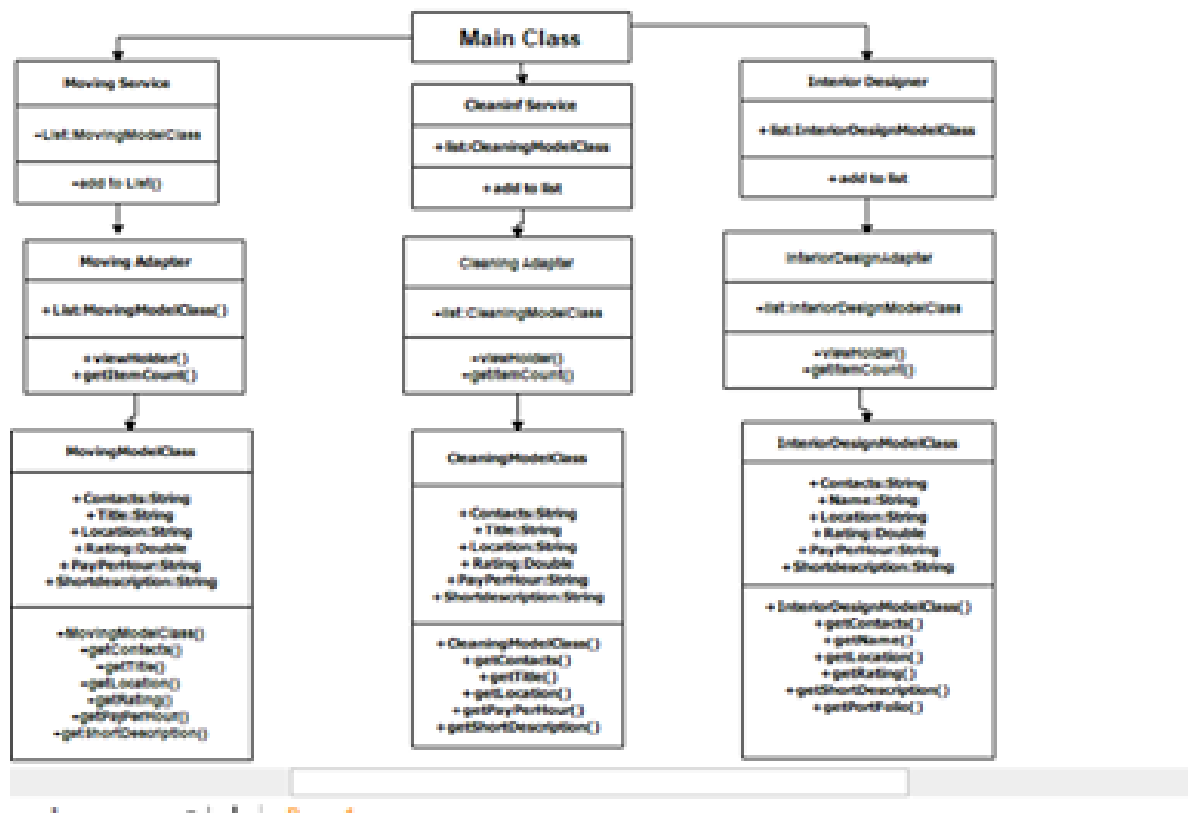 Main Class
Moving Service
+List:MovingModelClass
+add to List()
Moving Adapter
+ List:MovingModelClass()
+ viewHolder()
+ getItemCount()
MovingModelClass
+ Contacts:String
+ Title:String
+ Location:String
+ Rating:Double
+ PayPerHour:String
+ Shortdescription:String
+MovingModelClass()
+getContacts()
+getTitle()
+getLocation()
+getRating()
+getPayPerHour()
+getShortDescription()
Cleaninf Service
+ list:CleaningModelClass
+ add to list
Cleaning Adapter
+list:CleaningModelClass
+viewHolder()
+getItemCount()
CleaningModelClass
+ Contacts:String
+ Title:String
+ Location:String
+ Rating:Double
+ PayPerHour:String
+ Shortdescription:String
+ CleaningModelClass()
+ getContacts()
+ getTitle()
+ getLocation()
+ getPayPerHour()
+ getShortDescription()
Interior Designer
+ list:InteriorDesignModelClass
+ add to list
InteriorDesignAdapter
+list:InteriorDesignModelClass
+viewHolder()
+getItemCount()
InteriorDesignModelClass
+ Contacts:String
+ Name:String
+ Location:String
+ Rating:Double
+ PayPerHour:String
+ Shortdescription:String
+ InteriorDesignModelClass()
+ getContacts()
+ getName()
+ getLocation()
+ getRating()
+ getShortDescription()
+ getPortFolio()